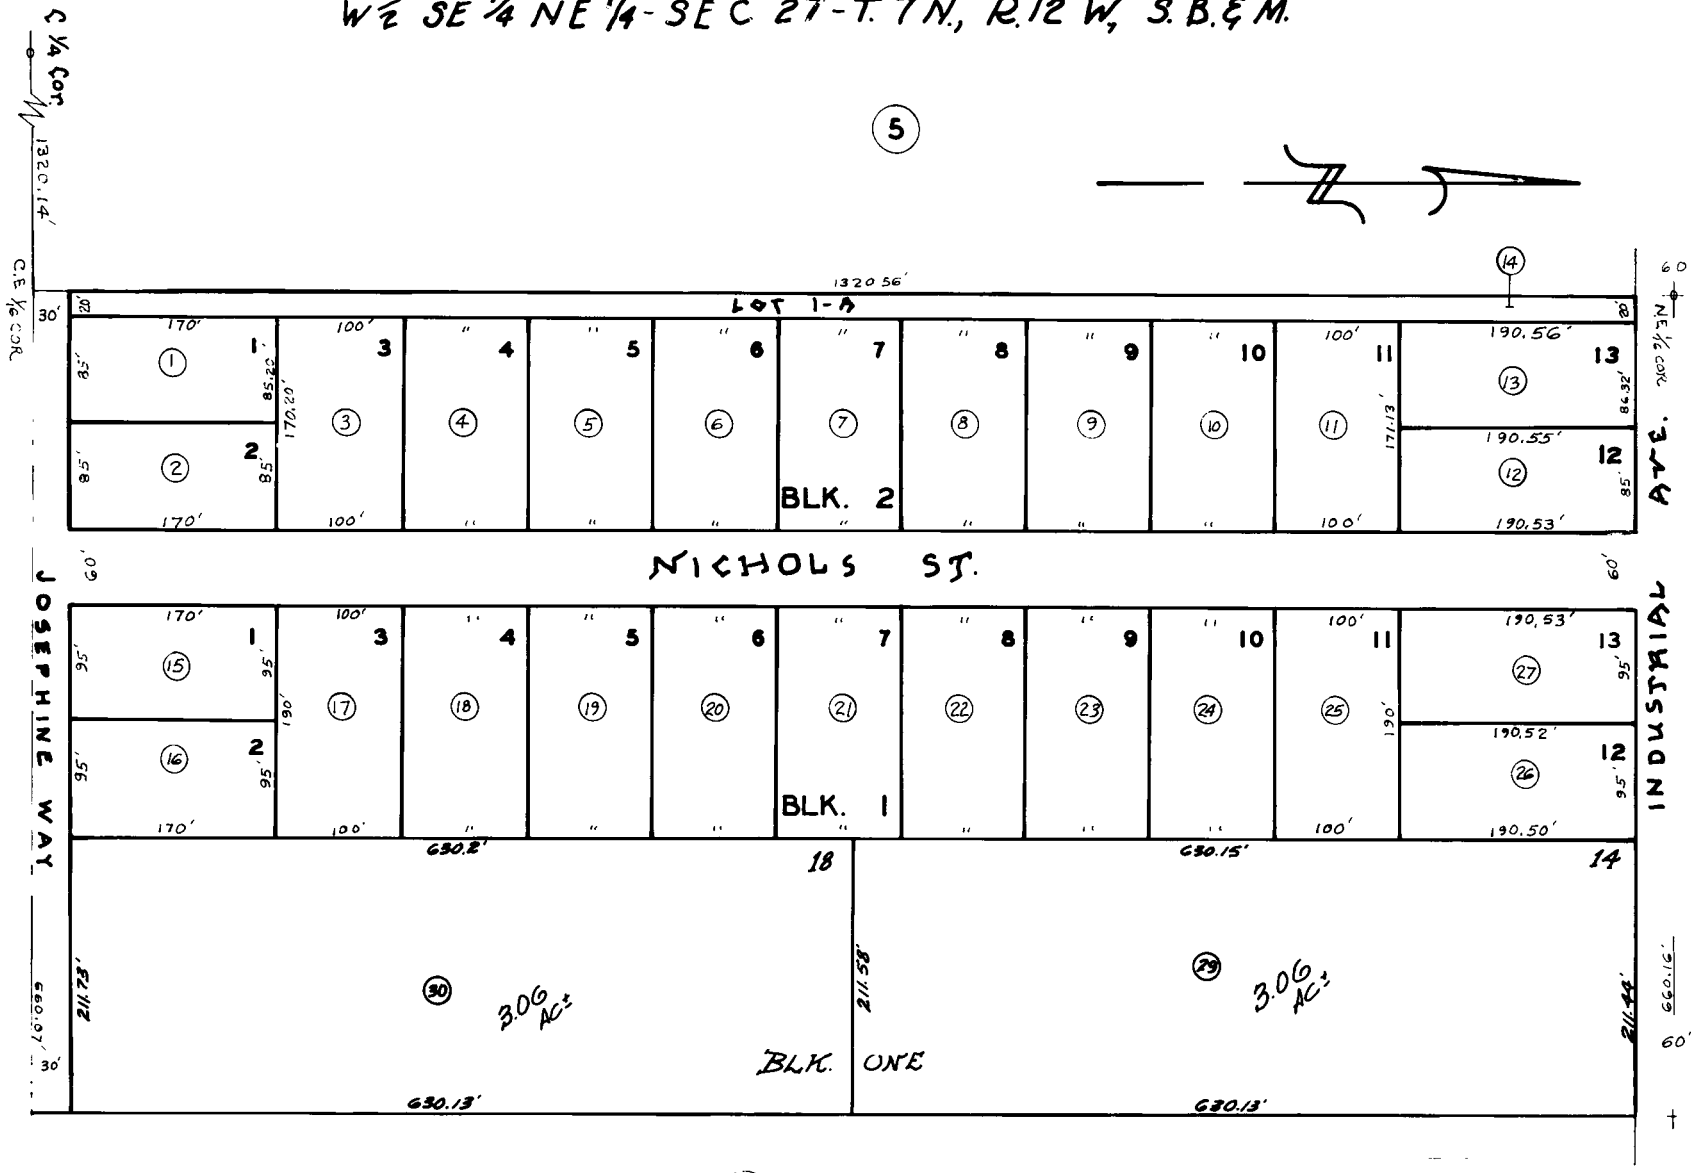 W½ SE ¼ NE ¼ - SEC 27 - T. 7 N., R. 12 W, S. B. & M.
C ¼ Cor.
1320.14'
5
N
14
C.E. 1/16 COR
30'
1320.56'
60
20'
LOT 1-A
20'
N.E. 1/16 COR
170' 100' " " " " " " " 100' 190.56'
1 3 4 5 6 7 8 9 10 11 13
85' 1 85.20' 13 86.32'
170.20' 3 4 5 6 7 8 9 10 11 171.13'
2 190.55' 12
85' 2 85' 12 85'
BLK. 2
170' 100' " " " " " " " 100' 190.53'
60' NICHOLS ST. 60'
AVE.
JOSEPHINE WAY
INDUSTRIAL
170' 100' " " " " " " " 100' 190.53'
1 3 4 5 6 7 8 9 10 11 13
95' 15 95' 27 95'
190' 17 18 19 20 21 22 23 24 25 190'
2 190.52' 12
95' 16 95' 26 95'
BLK. 1
170' 100' " " " " " " " 100' 190.50'
630.2' 18 630.15' 14
211.73' 30 3.06 AC± 211.58' 29 3.06 AC± 211.44'
660.07' 660.19'
30' BLK. ONE 60'
630.13' 630.13'